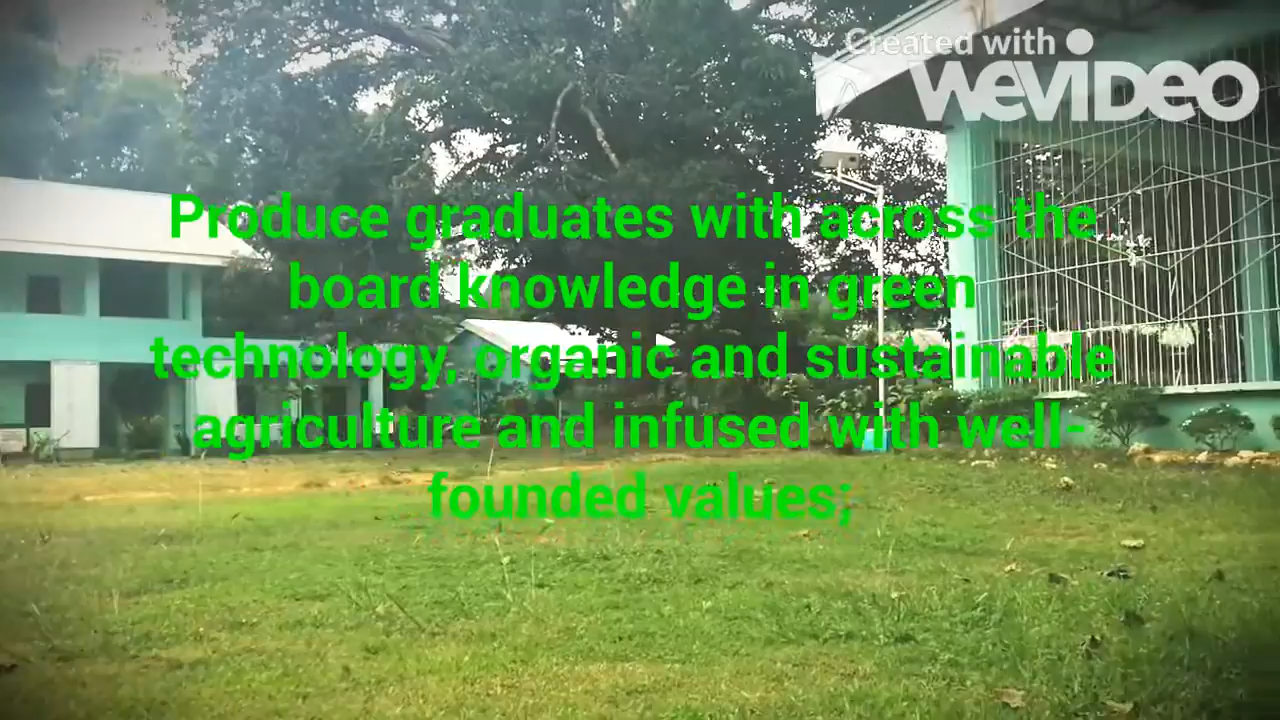 Created with
WEVIDEO
Produce graduates with across the
board knowledge in green
technology, organic and sustainable
agriculture and infused with well-
founded values;